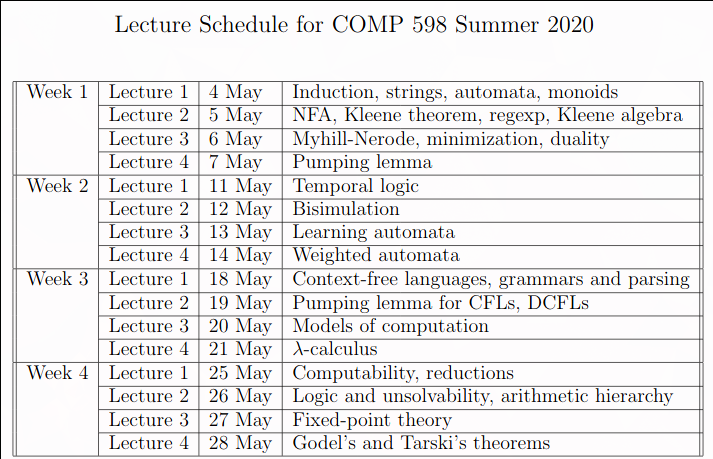 Lecture Schedule for COMP 598 Summer 2020
Week 1 Lecture 1 4 May Induction, strings, automata, monoids
Lecture 2 5 May NFA, Kleene theorem, regexp, Kleene algebra
Lecture 3 6 May Myhill-Nerode, minimization, duality
Lecture 4 7 May Pumping lemma
Week 2 Lecture 1 11 May Temporal logic
Lecture 2 12 May Bisimulation
Lecture 3 13 May Learning automata
Lecture 4 14 May Weighted automata
Week 3 Lecture 1 18 May Context-free languages, grammars and parsing
Lecture 2 19 May Pumping lemma for CFLs, DCFLs
Lecture 3 20 May Models of computation
Lecture 4 21 May λ-calculus
Week 4 Lecture 1 25 May Computability, reductions
Lecture 2 26 May Logic and unsolvability, arithmetic hierarchy
Lecture 3 27 May Fixed-point theory
Lecture 4 28 May Godel's and Tarski's theorems